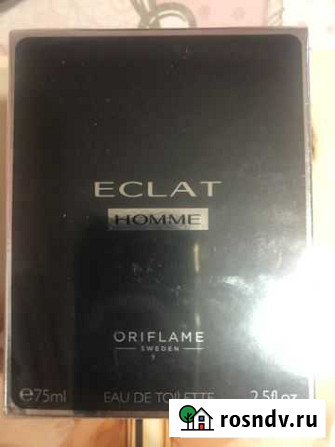 ECLAT
HOMME
ORIFLAME
SWEDEN
℮75ml EAU DE TOILETTE 2.5fl oz
rosndv.ru